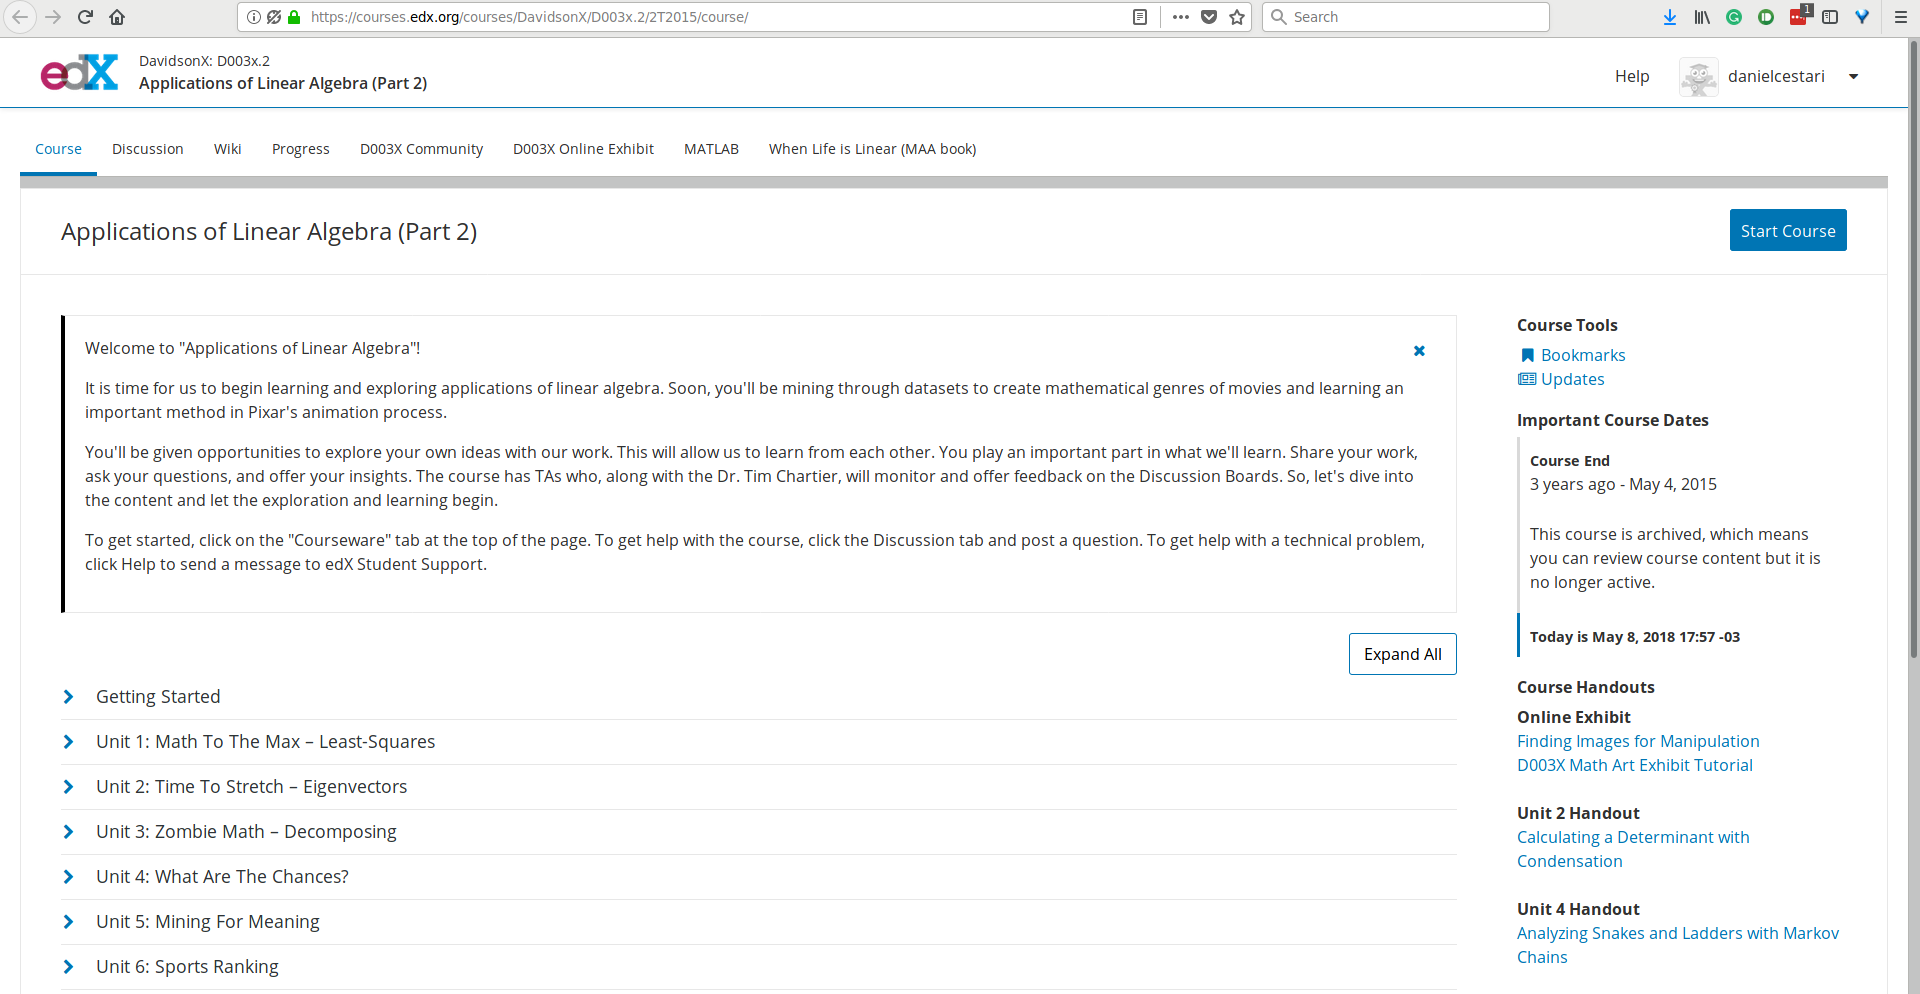 https://courses.edx.org/courses/DavidsonX/D003x.2/2T2015/course/
Search
1
edX
DavidsonX: D003x.2
Applications of Linear Algebra (Part 2)
Help
danielcestari
Course
Discussion
Wiki
Progress
D003X Community
D003X Online Exhibit
MATLAB
When Life is Linear (MAA book)
Applications of Linear Algebra (Part 2)
Start Course
Welcome to "Applications of Linear Algebra"!
It is time for us to begin learning and exploring applications of linear algebra. Soon, you'll be mining through datasets to create mathematical genres of movies and learning an
important method in Pixar's animation process.
You'll be given opportunities to explore your own ideas with our work. This will allow us to learn from each other. You play an important part in what we'll learn. Share your work,
ask your questions, and offer your insights. The course has TAs who, along with the Dr. Tim Chartier, will monitor and offer feedback on the Discussion Boards. So, let's dive into
the content and let the exploration and learning begin.
To get started, click on the "Courseware" tab at the top of the page. To get help with the course, click the Discussion tab and post a question. To get help with a technical problem,
click Help to send a message to edX Student Support.
Expand All
Getting Started
Unit 1: Math To The Max – Least-Squares
Unit 2: Time To Stretch – Eigenvectors
Unit 3: Zombie Math – Decomposing
Unit 4: What Are The Chances?
Unit 5: Mining For Meaning
Unit 6: Sports Ranking
Course Tools
Bookmarks
Updates
Important Course Dates
Course End
3 years ago - May 4, 2015
This course is archived, which means
you can review course content but it is
no longer active.
Today is May 8, 2018 17:57 -03
Course Handouts
Online Exhibit
Finding Images for Manipulation
D003X Math Art Exhibit Tutorial
Unit 2 Handout
Calculating a Determinant with
Condensation
Unit 4 Handout
Analyzing Snakes and Ladders with Markov
Chains